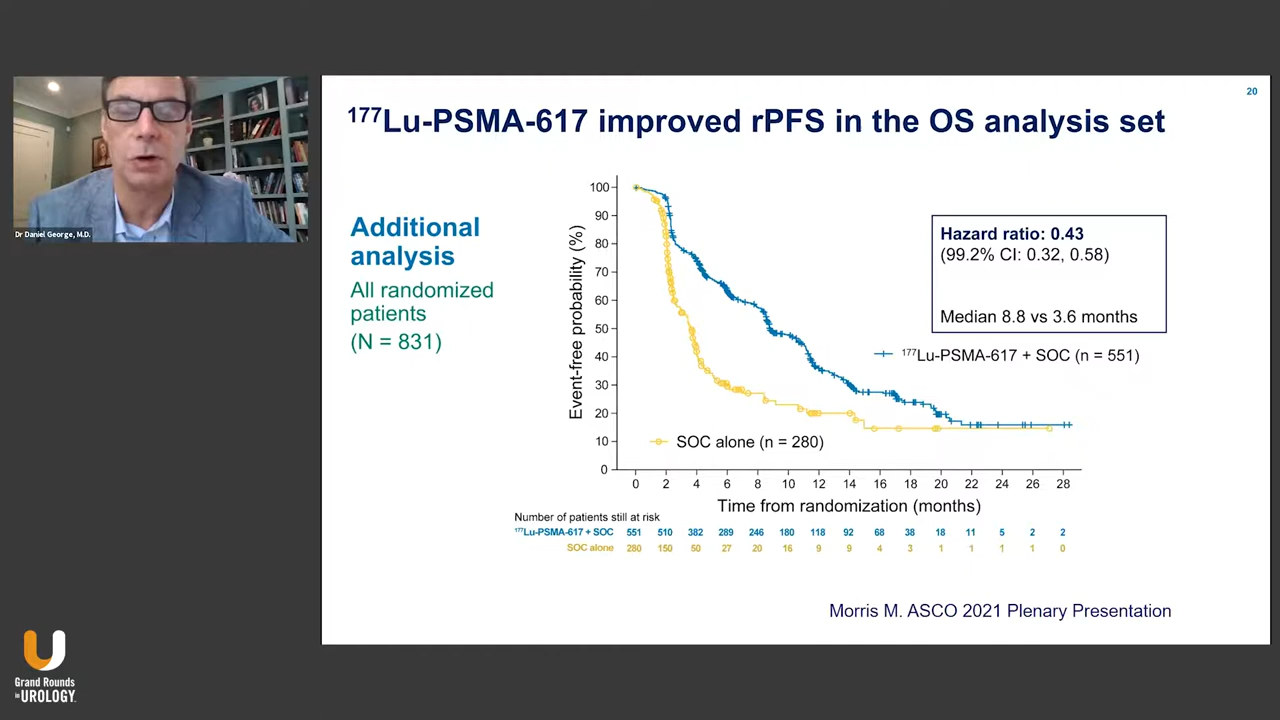 Dr Daniel George, M.D.
20
¹⁷⁷Lu-PSMA-617 improved rPFS in the OS analysis set
Additional
analysis
All randomized
patients
(N = 831)
Event-free probability (%)
100
90
80
70
60
50
40
30
20
10
0
Hazard ratio: 0.43
(99.2% CI: 0.32, 0.58)
Median 8.8 vs 3.6 months
¹⁷⁷Lu-PSMA-617 + SOC (n = 551)
SOC alone (n = 280)
0 2 4 6 8 10 12 14 16 18 20 22 24 26 28
Time from randomization (months)
Number of patients still at risk
¹⁷⁷Lu-PSMA-617 + SOC 551 510 382 289 246 180 118 92 68 38 18 11 5 2 2
SOC alone 280 150 50 27 20 16 9 9 4 3 1 1 1 1 0
Morris M. ASCO 2021 Plenary Presentation
Grand Rounds
in UROLOGY